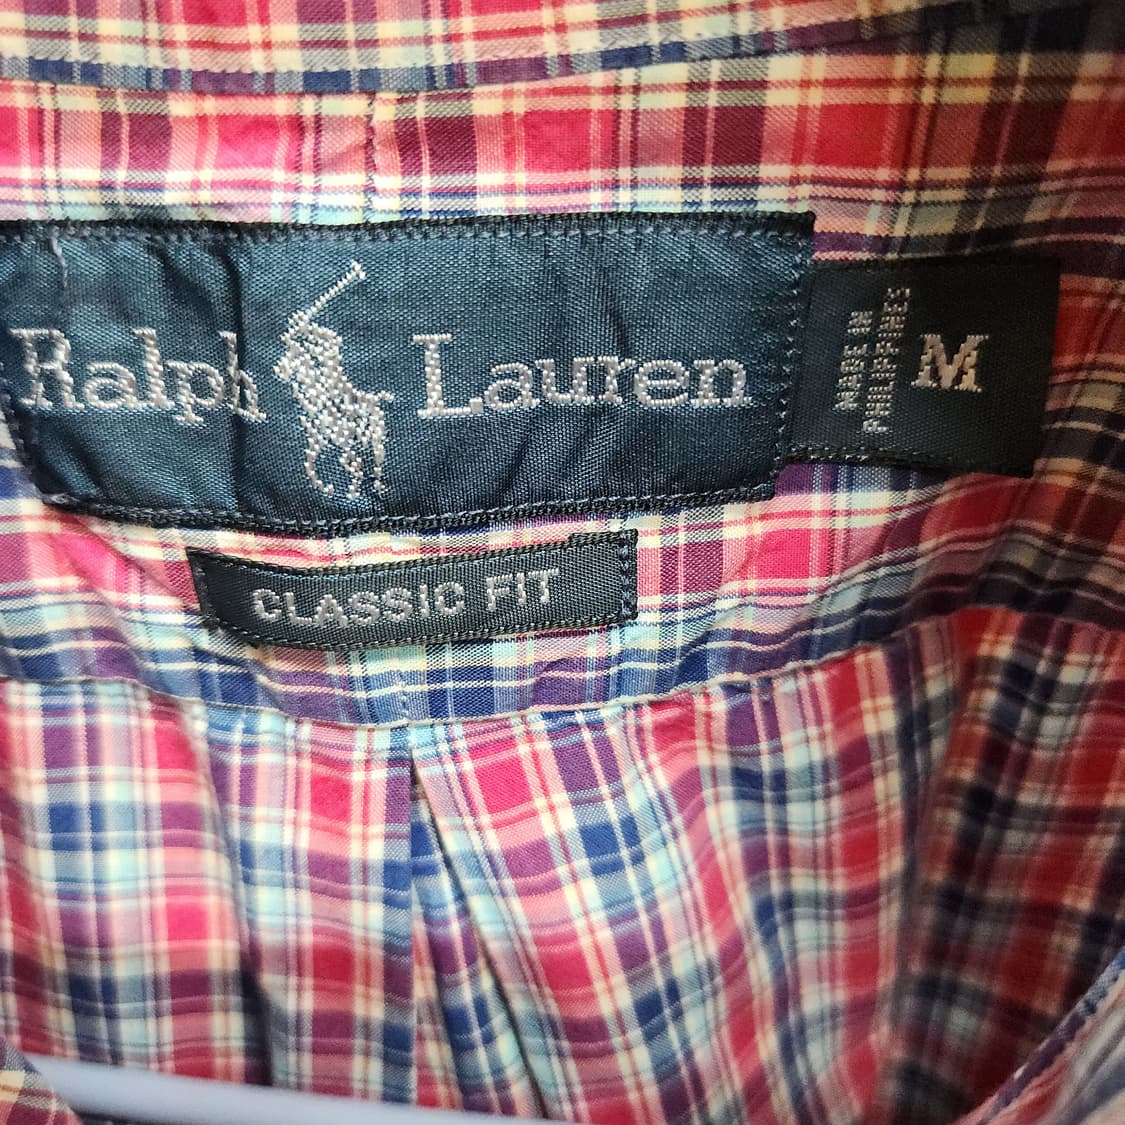 Ralph Lauren
MADE IN
PHILIPPINES
M
CLASSIC FIT